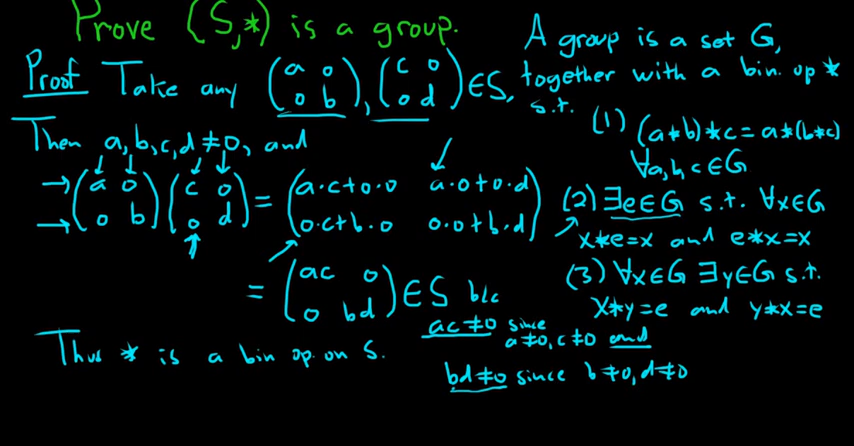 Prove (S,*) is a group.
Proof Take any (a 0 0 b), (c 0 0 d) ∈ S,
Then a,b,c,d ≠ 0, and
(a 0 0 b)(c 0 0 d) = (a·c+0·0 a·0+0·d 0·c+b·0 0·0+b·d)
= (ac 0 0 bd) ∈ S b/c
ac ≠ 0 since
a ≠ 0, c ≠ 0 and
bd ≠ 0 since b ≠ 0, d ≠ 0
Thus * is a bin op. on S.
A group is a set G,
together with a bin. op *
s.t.
(1) (a*b)*c = a*(b*c)
∀a,b,c ∈ G
(2) ∃e∈G s.t. ∀x∈G
x*e=x and e*x=x
(3) ∀x∈G ∃y∈G s.t.
x*y=e and y*x=e